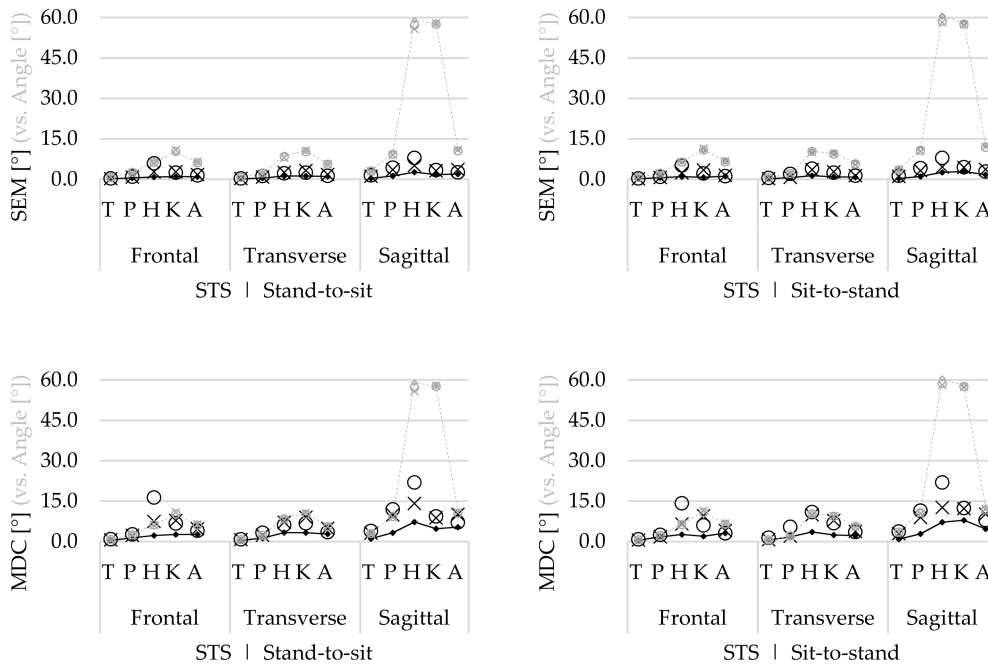 SEM [°] (vs. Angle [°])
60.0
45.0
30.0
15.0
0.0
T P H K A T P H K A T P H K A
Frontal Transverse Sagittal
STS | Stand-to-sit
SEM [°] (vs. Angle [°])
60.0
45.0
30.0
15.0
0.0
T P H K A T P H K A T P H K A
Frontal Transverse Sagittal
STS | Sit-to-stand
MDC [°] (vs. Angle [°])
60.0
45.0
30.0
15.0
0.0
T P H K A T P H K A T P H K A
Frontal Transverse Sagittal
STS | Stand-to-sit
MDC [°] (vs. Angle [°])
60.0
45.0
30.0
15.0
0.0
T P H K A T P H K A T P H K A
Frontal Transverse Sagittal
STS | Sit-to-stand